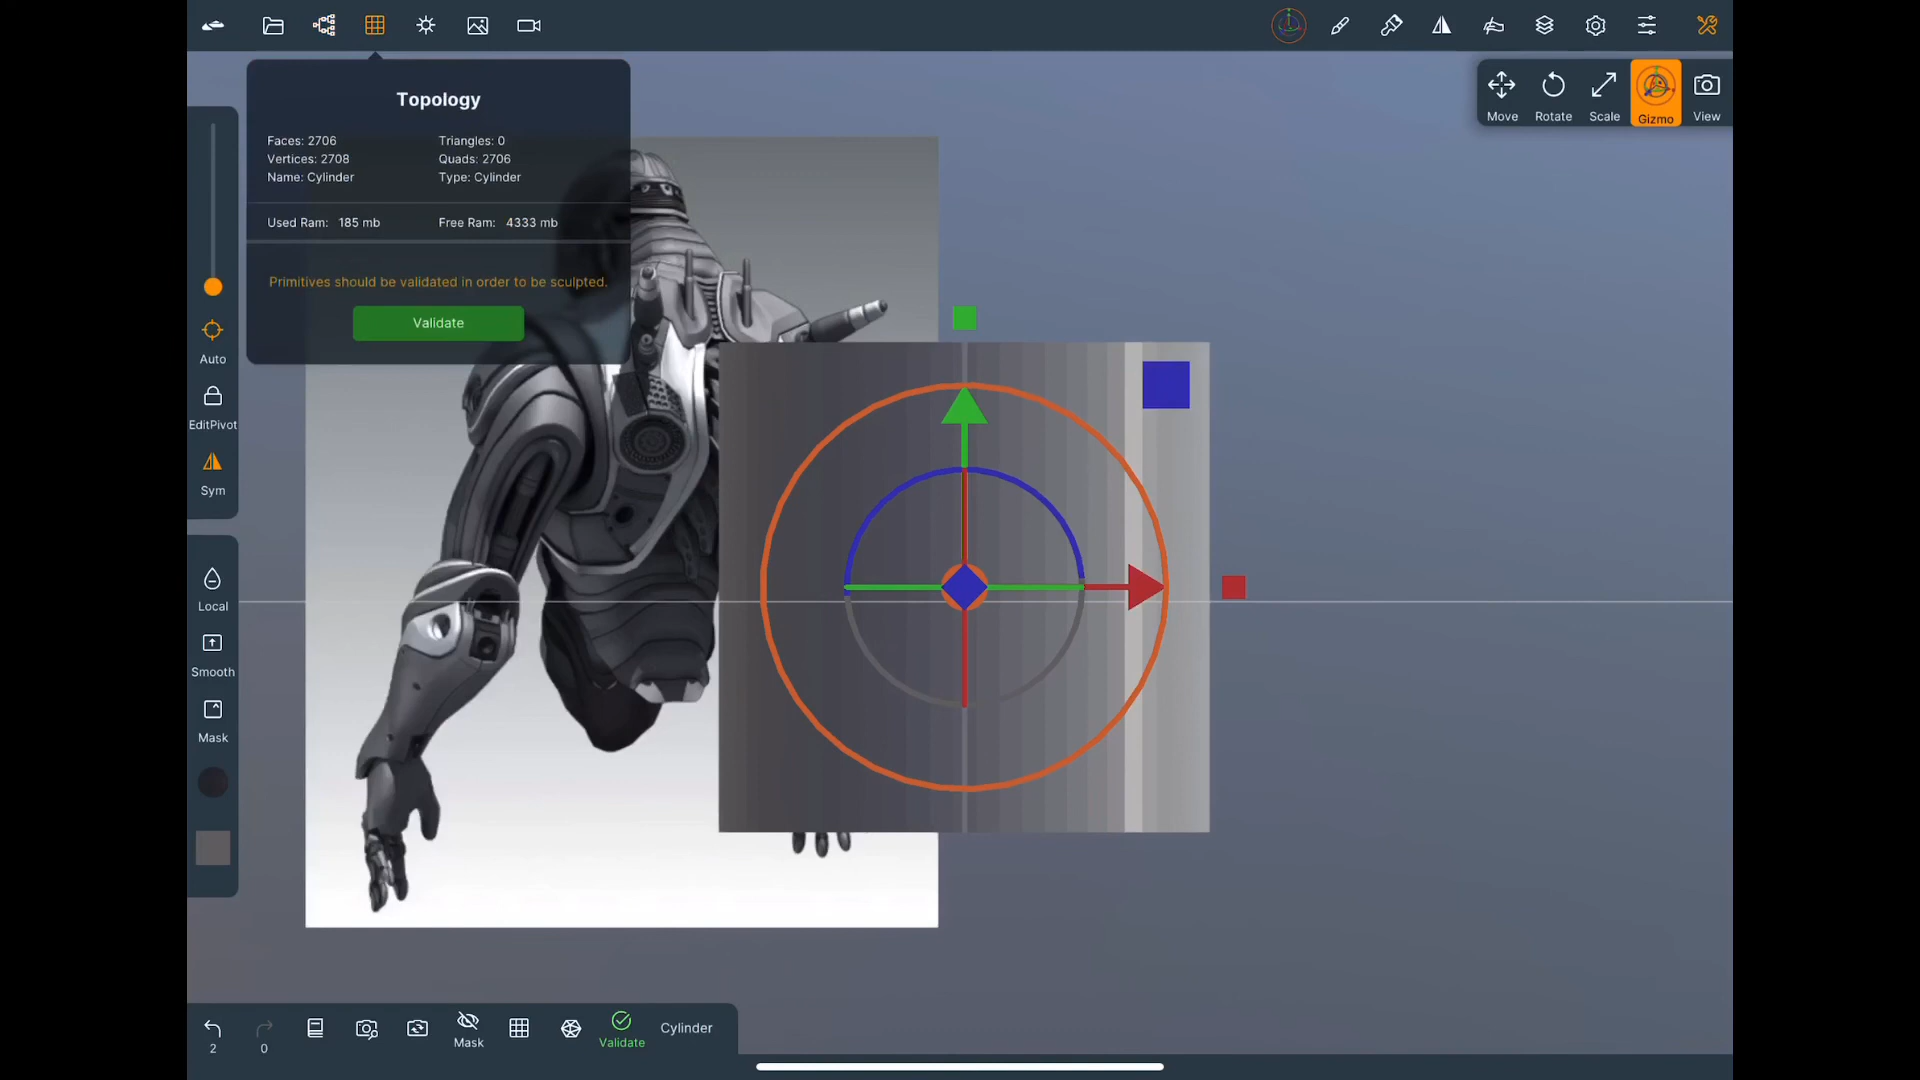 Topology
Faces: 2706
Triangles: 0
Vertices: 2708
Quads: 2706
Name: Cylinder
Type: Cylinder
Used Ram: 185 mb
Free Ram: 4333 mb
Primitives should be validated in order to be sculpted.
Validate
Move
Rotate
Scale
Gizmo
View
Auto
EditPivot
Sym
Local
Smooth
Mask
2
0
Mask
Validate
Cylinder